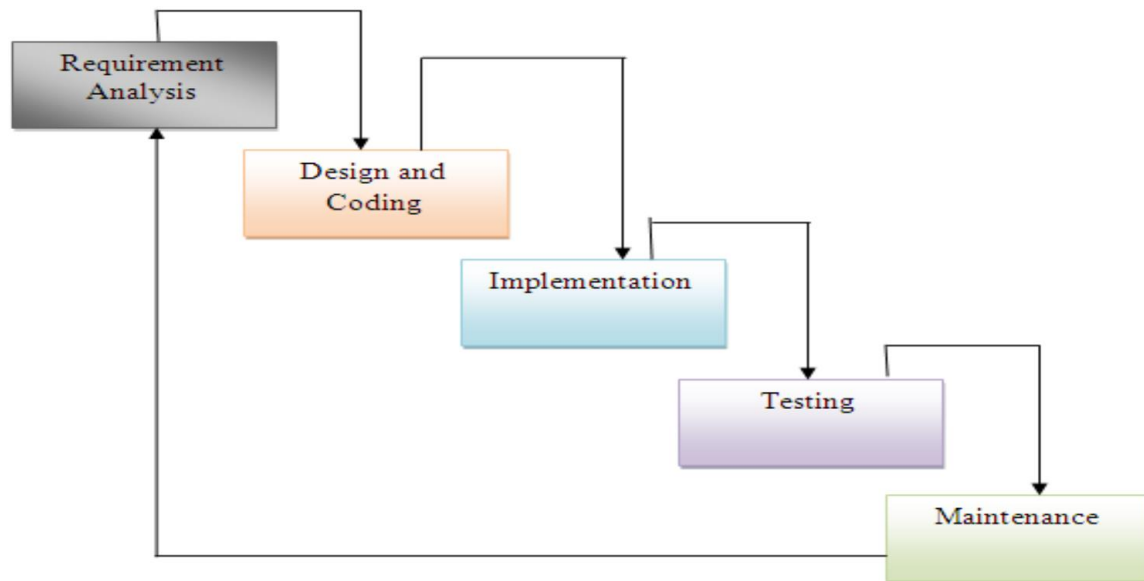 Requirement
Analysis
Design and
Coding
Implementation
Testing
Maintenance